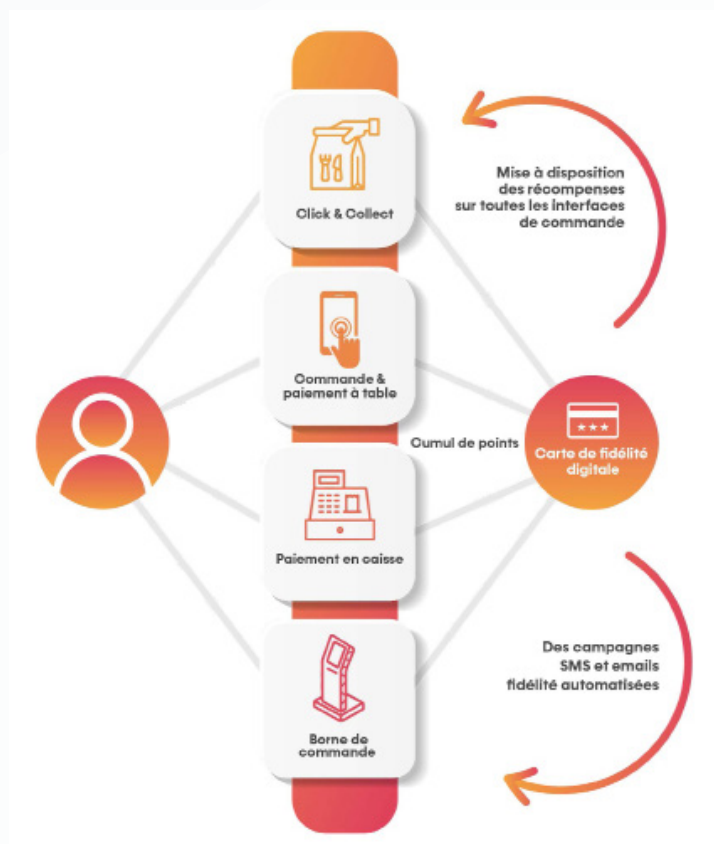 Click & Collect
Mise à disposition
des récompenses
sur toutes les interfaces
de commande
Commande &
paiement à table
Cumul de points
Carte de fidélité
digitale
Paiement en caisse
Des campagnes
SMS et emails
fidélité automatisées
Borne de
commande